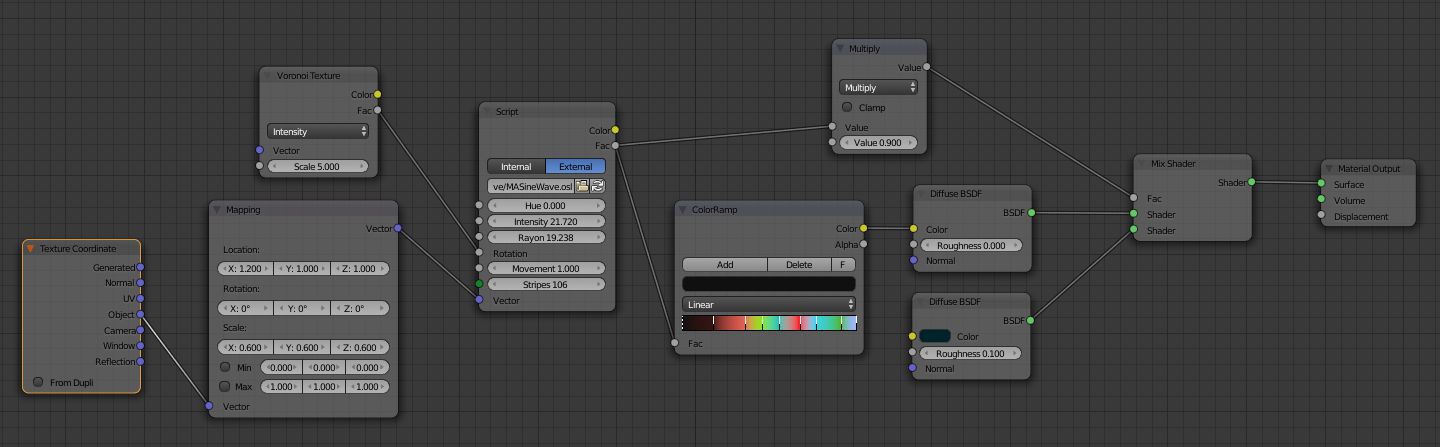 Texture Coordinate
Generated
Normal
UV
Object
Camera
Window
Reflection
From Dupli
Voronoi Texture
Color
Fac
Intensity
Vector
Scale 5.000
Mapping
Vector
Location:
X: 1.200 Y: 1.000 Z: 1.000
Rotation:
X: 0° Y: 0° Z: 0°
Scale:
X: 0.600 Y: 0.600 Z: 0.600
Min 0.000 0.000 0.000
Max 1.000 1.000 1.000
Vector
Script
Color
Fac
Internal External
ve/MASineWave.osl
Hue 0.000
Intensity 21.720
Rayon 19.238
Rotation
Movement 1.000
Stripes 106
Vector
Multiply
Value
Multiply
Clamp
Value
Value 0.900
ColorRamp
Color
Alpha
Add Delete F
Linear
Fac
Diffuse BSDF
BSDF
Color
Roughness 0.000
Normal
Diffuse BSDF
BSDF
Color
Roughness 0.100
Normal
Mix Shader
Shader
Fac
Shader
Shader
Material Output
Surface
Volume
Displacement